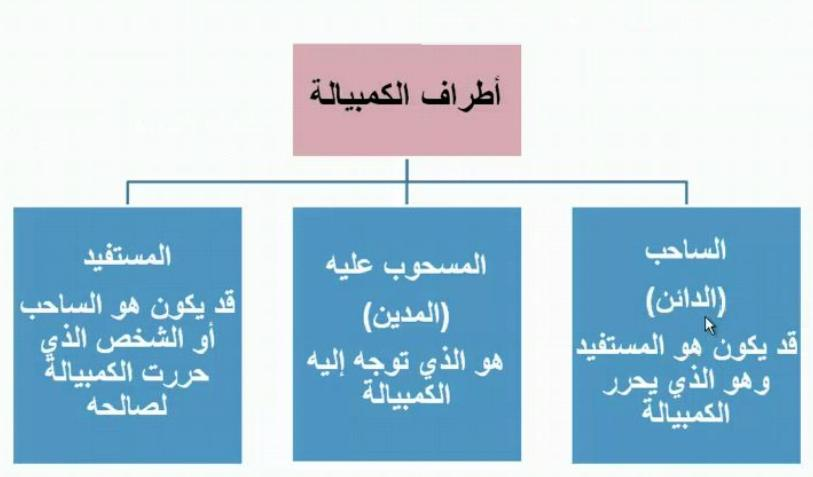 أطراف الكمبيالة
الساحب
(الدائن)
قد يكون هو المستفيد
وهو الذي يحرر
الكمبيالة
المسحوب عليه
(المدين)
هو الذي توجه إليه
الكمبيالة
المستفيد
قد يكون هو الساحب
أو الشخص الذي
حررت الكمبيالة
لصالحه